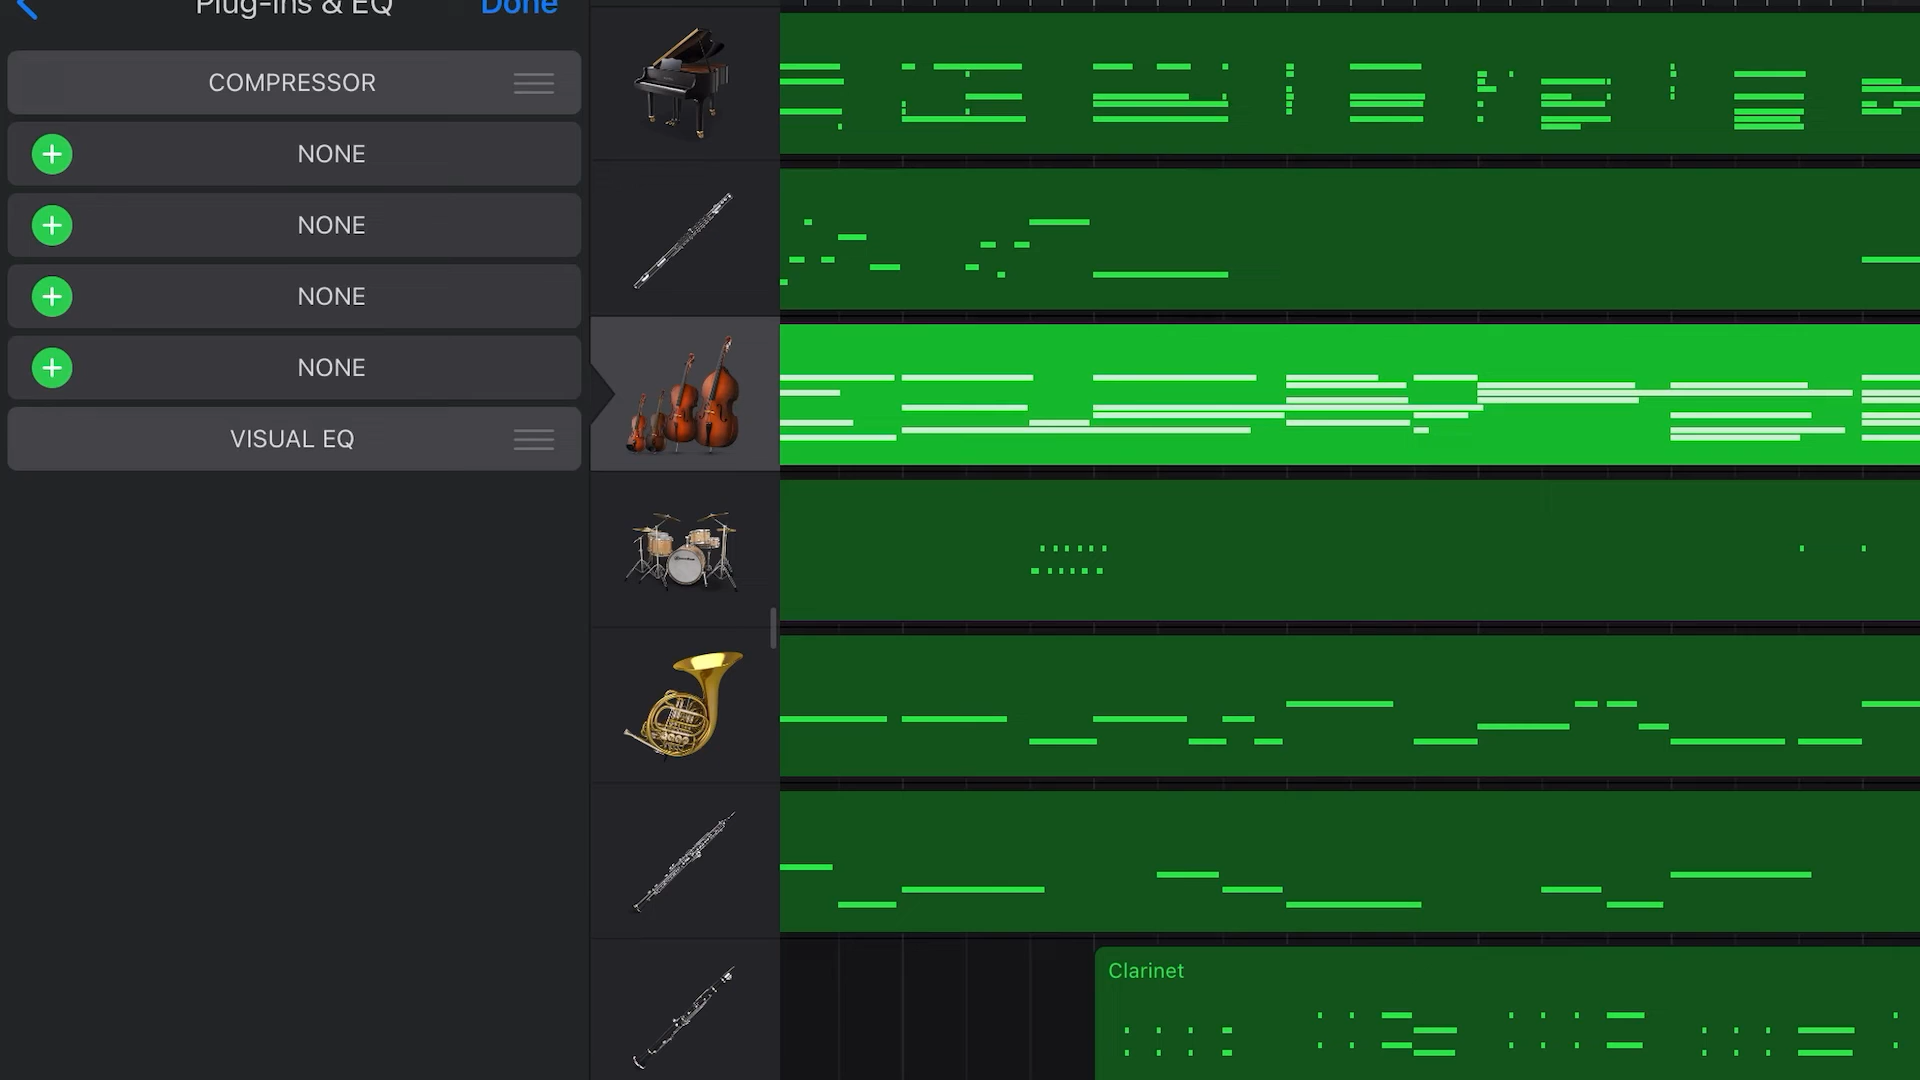 Plug-ins & EQ
Done
COMPRESSOR
NONE
NONE
NONE
NONE
VISUAL EQ
Clarinet